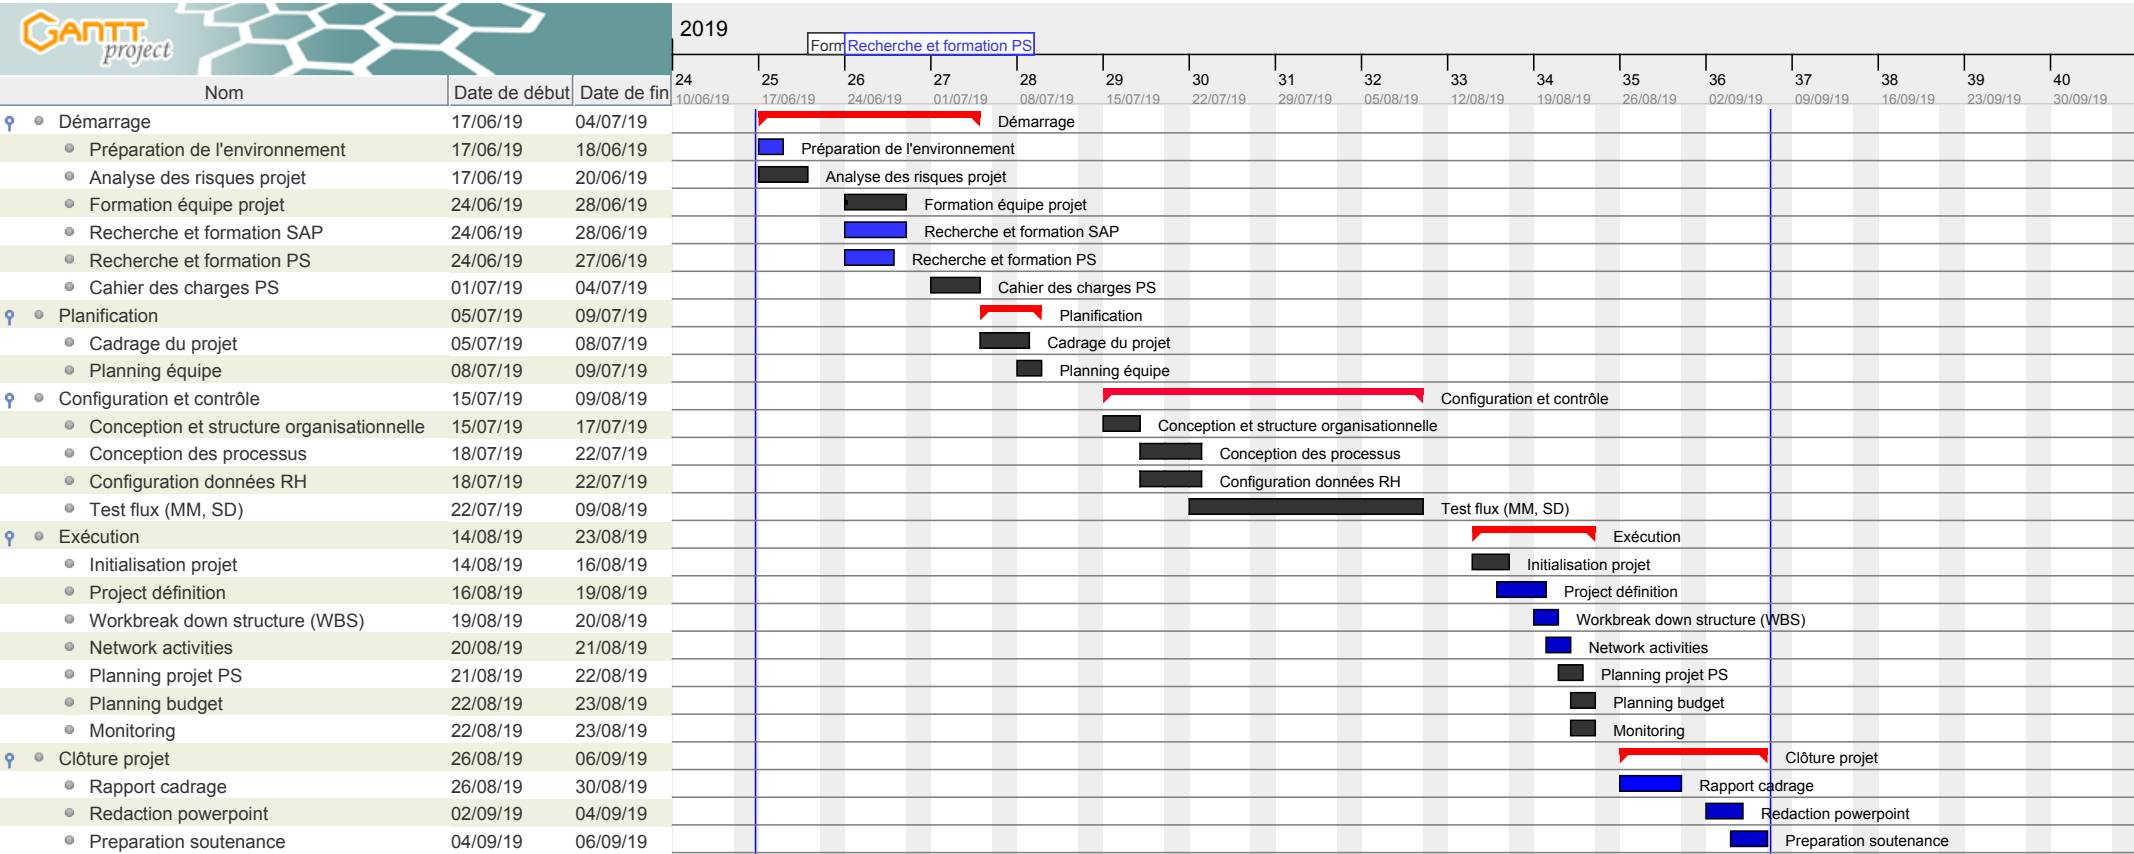 GANTT
project
2019
Form Recherche et formation PS
24 25 26 27 28 29 30 31 32 33 34 35 36 37 38 39 40
Nom Date de début Date de fin
10/06/19 17/06/19 24/06/19 01/07/19 08/07/19 15/07/19 22/07/19 29/07/19 05/08/19 12/08/19 19/08/19 26/08/19 02/09/19 09/09/19 16/09/19 23/09/19 30/09/19
Démarrage 17/06/19 04/07/19 Démarrage
Préparation de l'environnement 17/06/19 18/06/19 Préparation de l'environnement
Analyse des risques projet 17/06/19 20/06/19 Analyse des risques projet
Formation équipe projet 24/06/19 28/06/19 Formation équipe projet
Recherche et formation SAP 24/06/19 28/06/19 Recherche et formation SAP
Recherche et formation PS 24/06/19 27/06/19 Recherche et formation PS
Cahier des charges PS 01/07/19 04/07/19 Cahier des charges PS
Planification 05/07/19 09/07/19 Planification
Cadrage du projet 05/07/19 08/07/19 Cadrage du projet
Planning équipe 08/07/19 09/07/19 Planning équipe
Configuration et contrôle 15/07/19 09/08/19 Configuration et contrôle
Conception et structure organisationnelle 15/07/19 17/07/19 Conception et structure organisationnelle
Conception des processus 18/07/19 22/07/19 Conception des processus
Configuration données RH 18/07/19 22/07/19 Configuration données RH
Test flux (MM, SD) 22/07/19 09/08/19 Test flux (MM, SD)
Exécution 14/08/19 23/08/19 Exécution
Initialisation projet 14/08/19 16/08/19 Initialisation projet
Project définition 16/08/19 19/08/19 Project définition
Workbreak down structure (WBS) 19/08/19 20/08/19 Workbreak down structure (WBS)
Network activities 20/08/19 21/08/19 Network activities
Planning projet PS 21/08/19 22/08/19 Planning projet PS
Planning budget 22/08/19 23/08/19 Planning budget
Monitoring 22/08/19 23/08/19 Monitoring
Clôture projet 26/08/19 06/09/19 Clôture projet
Rapport cadrage 26/08/19 30/08/19 Rapport cadrage
Redaction powerpoint 02/09/19 04/09/19 Redaction powerpoint
Preparation soutenance 04/09/19 06/09/19 Preparation soutenance